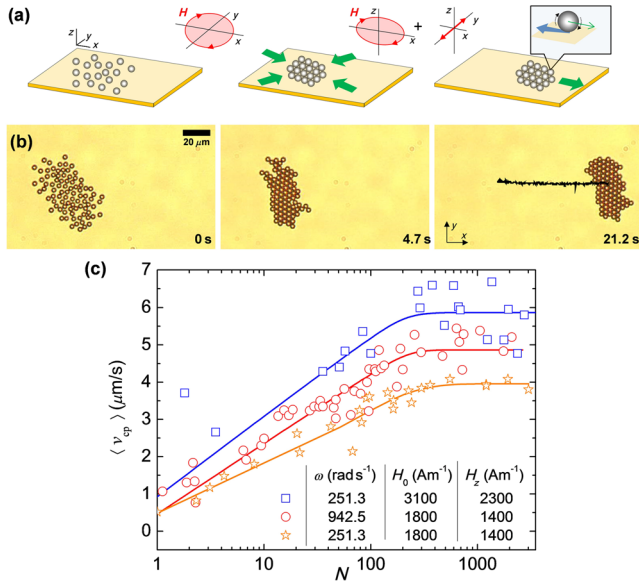 (a)
z
y
x
H
y
x
H
z
x
+
z
y
x
(b)
20 μm
0 s
4.7 s
y
x
21.2 s
(c)
⟨ v_cp ⟩ (μm/s)
7
6
5
4
3
2
1
0
ω (rad s⁻¹) H₀ (Am⁻¹) H_z (Am⁻¹)
251.3 3100 2300
942.5 1800 1400
251.3 1800 1400
1 10 100 1000
N